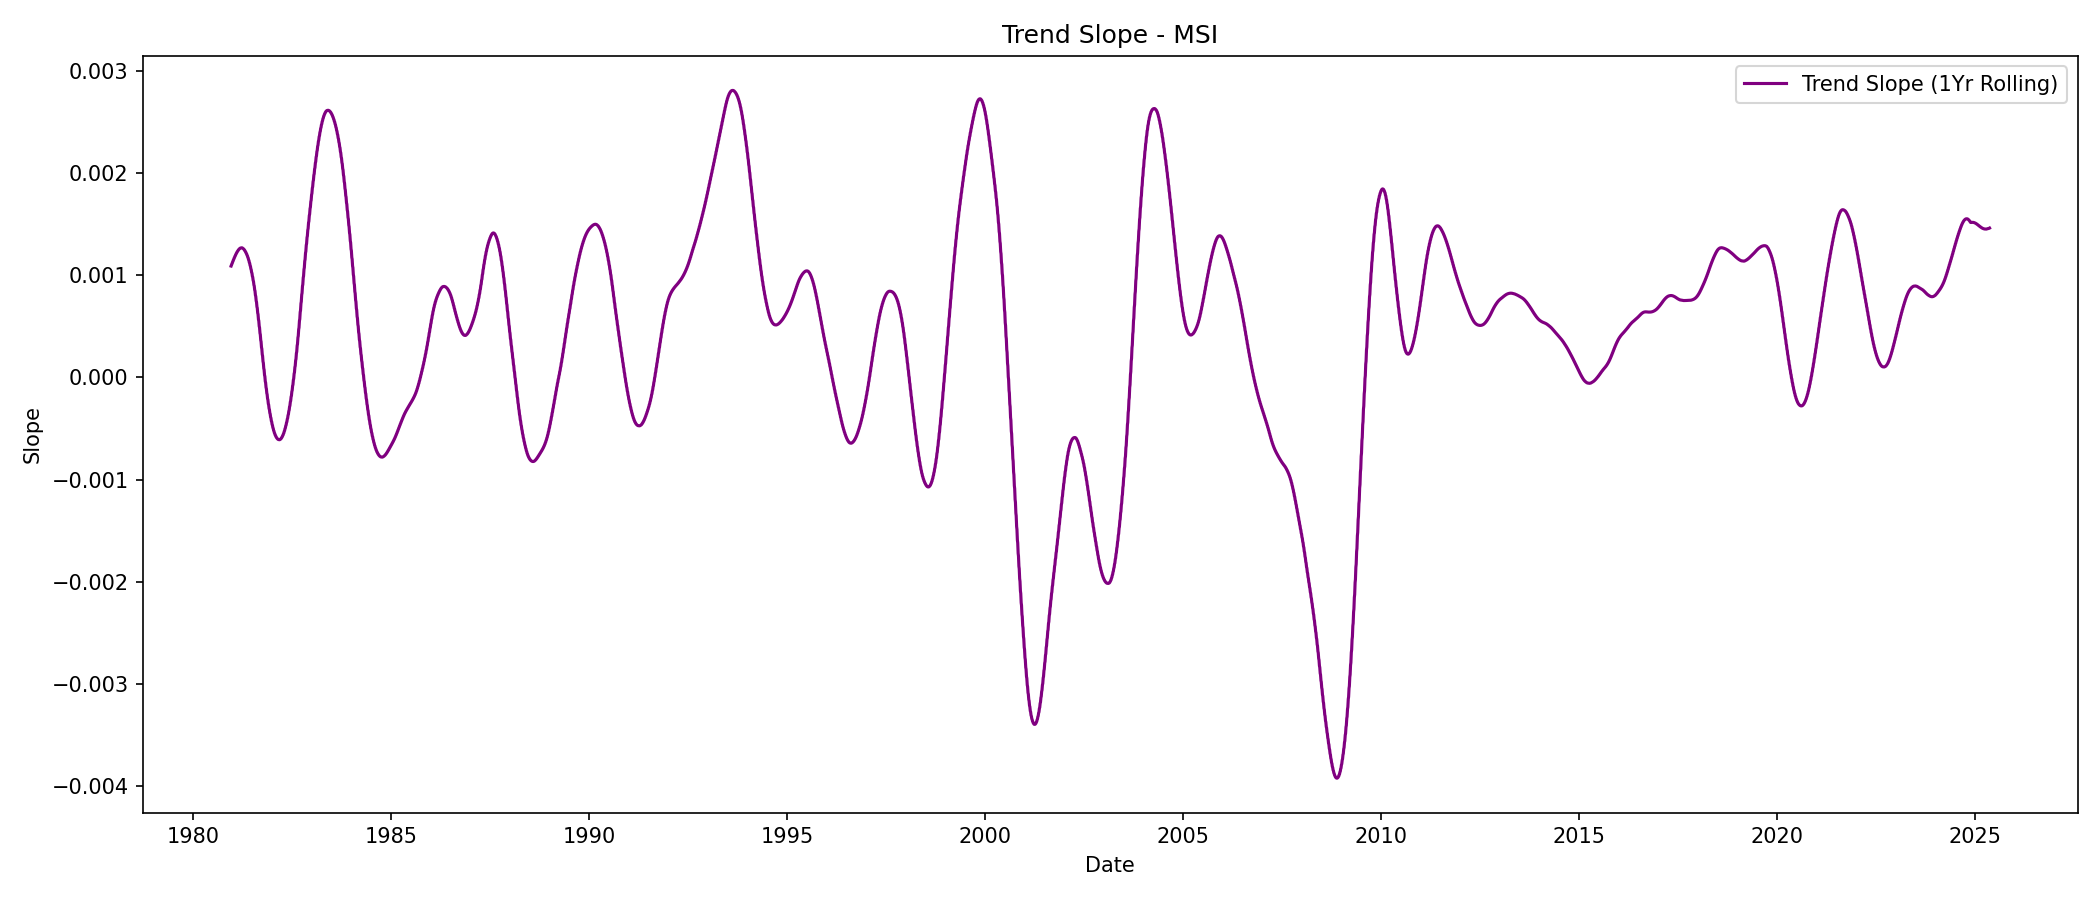 Trend Slope - MSI
Trend Slope (1Yr Rolling)
0.003
0.002
0.001
0.000
−0.001
−0.002
−0.003
−0.004
Slope
1980 1985 1990 1995 2000 2005 2010 2015 2020 2025
Date